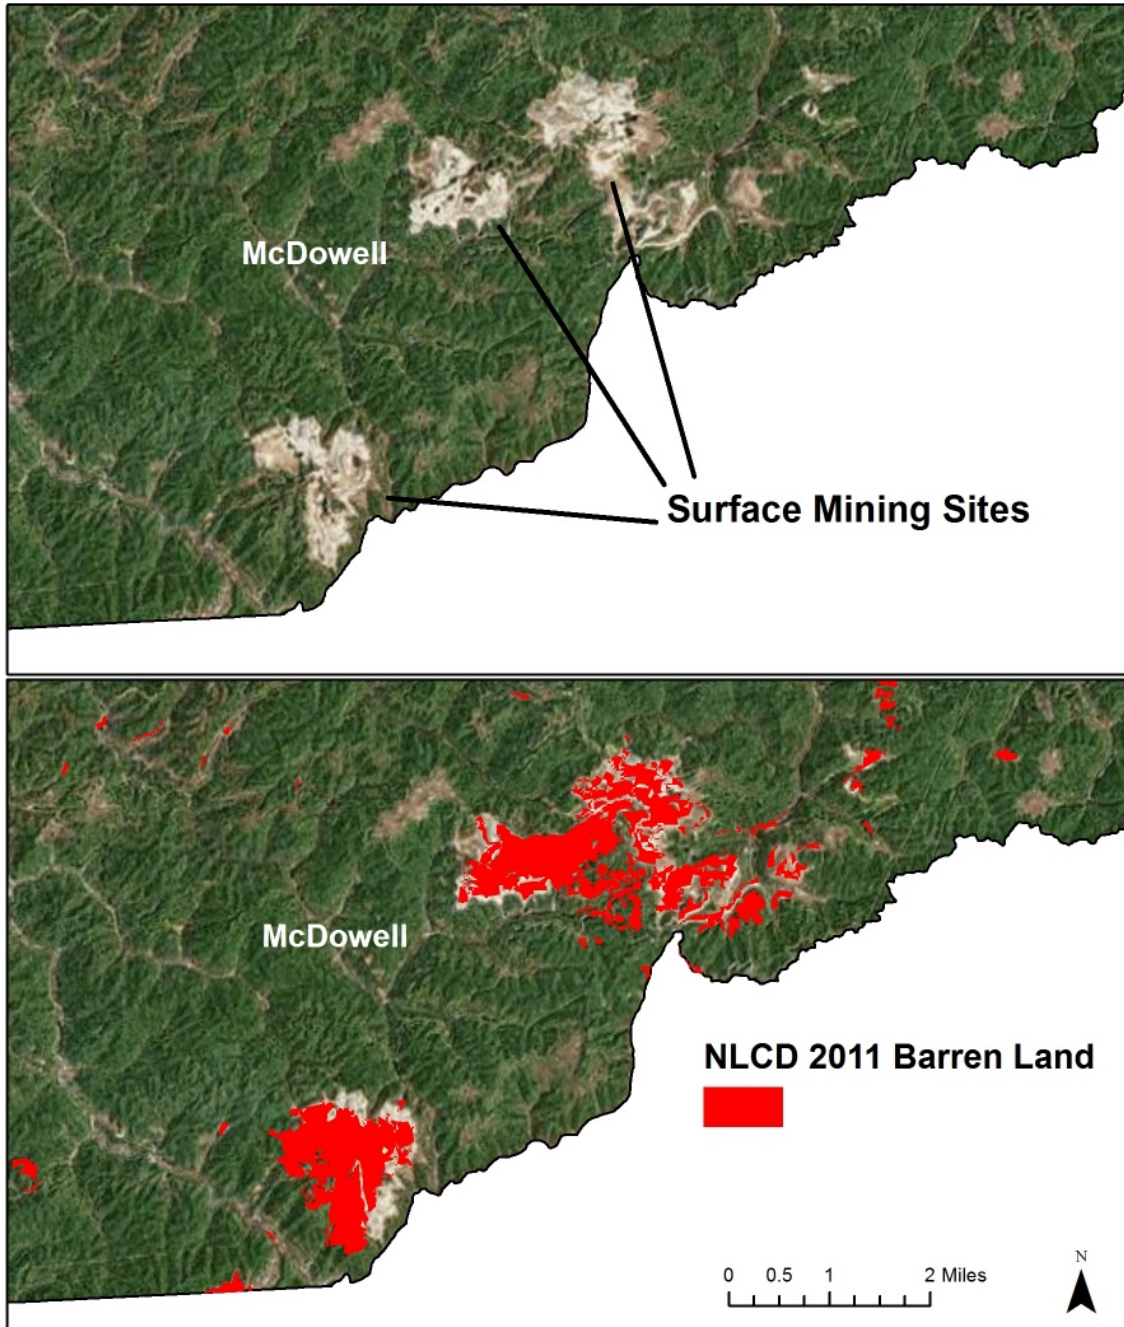 McDowell
Surface Mining Sites
McDowell
NLCD 2011 Barren Land
0 0.5 1 2 Miles
N